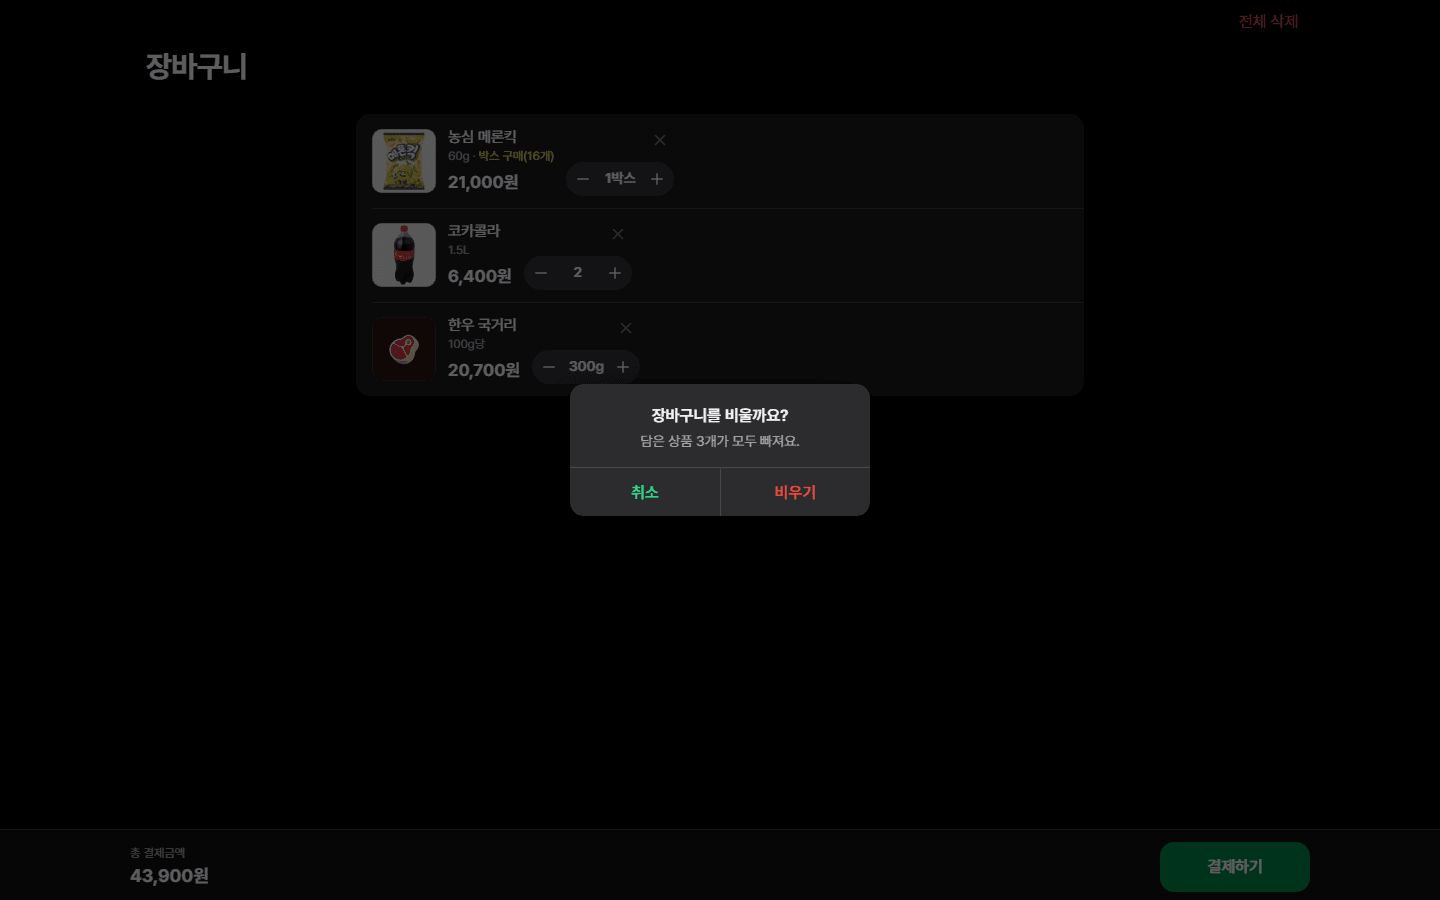 전체 삭제
장바구니
메론킥
농심 메론킥
60g · 박스 구매(16개)
21,000원
1박스
코카콜라
1.5L
6,400원
2
한우 국거리
100g당
20,700원
300g
장바구니를 비울까요?
담은 상품 3개가 모두 빠져요.
취소
비우기
총 결제금액
43,900원
결제하기